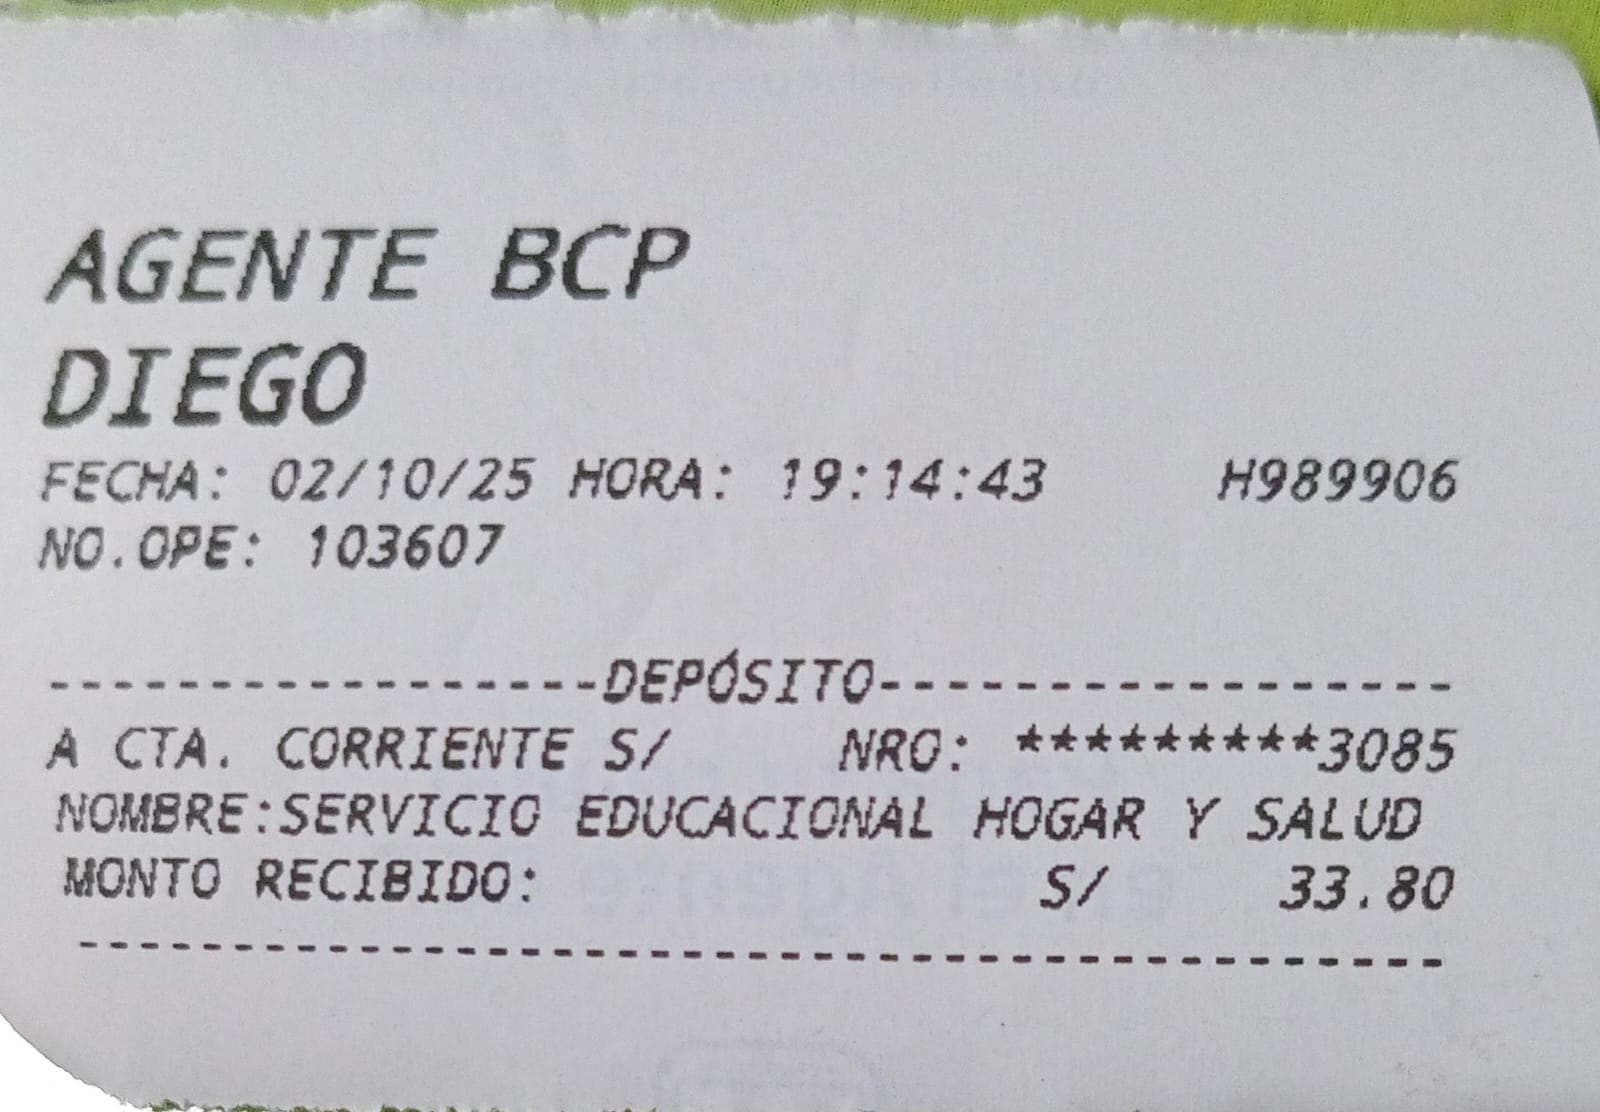 AGENTE BCP
DIEGO
FECHA: 02/10/25 HORA: 19:14:43 H989906
NO.OPE: 103607
-----------------DEPÓSITO-----------------
A CTA. CORRIENTE S/ NRO: *********3085
NOMBRE:SERVICIO EDUCACIONAL HOGAR Y SALUD
MONTO RECIBIDO: S/ 33.80
-----------------------------------------